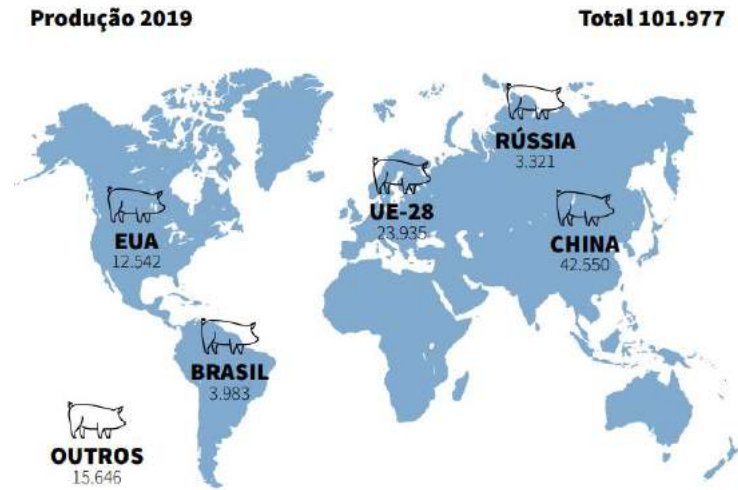 Produção 2019
Total 101.977
RÚSSIA
3.321
UE-28
23.935
EUA
12.542
CHINA
42.550
BRASIL
3.983
OUTROS
15.646